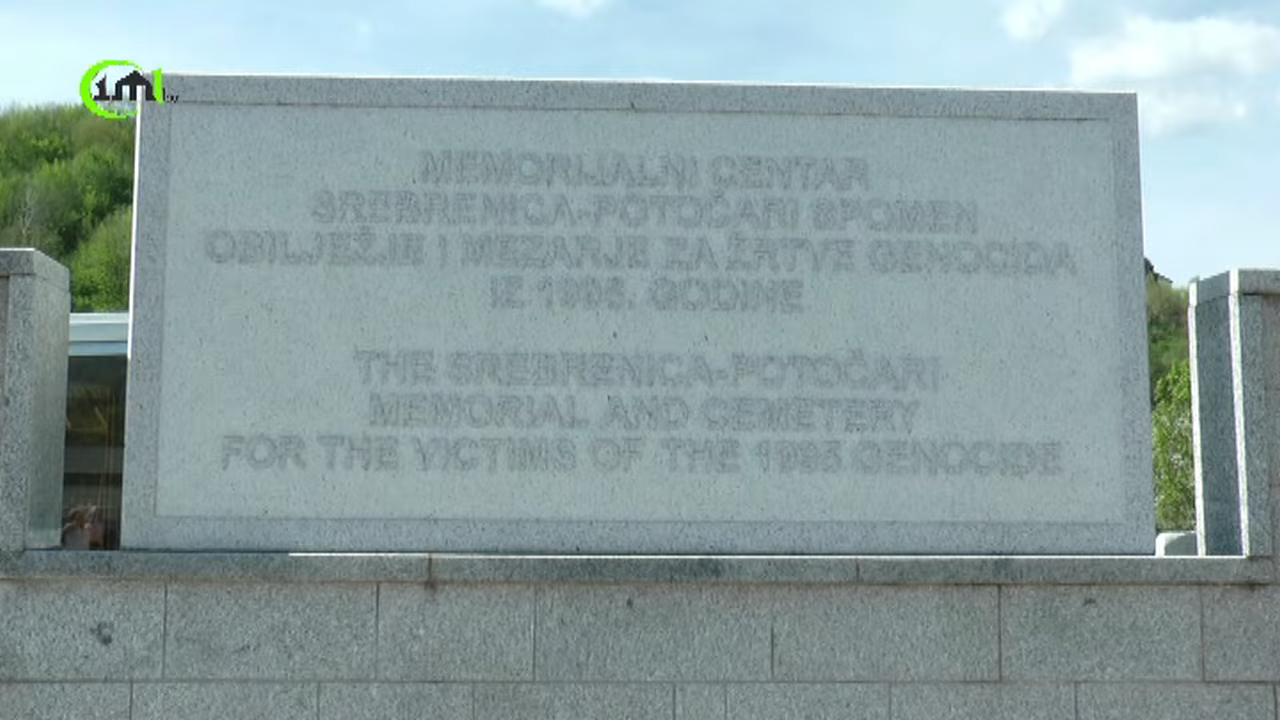 MEMORIJALNI CENTAR
SREBRENICA-POTOČARI SPOMEN
OBILJEŽJE I MEZARJE ZA ŽRTVE GENOCIDA
IZ 1995. GODINE
THE SREBRENICA-POTOČARI
MEMORIAL AND CEMETERY
FOR THE VICTIMS OF THE 1995 GENOCIDE